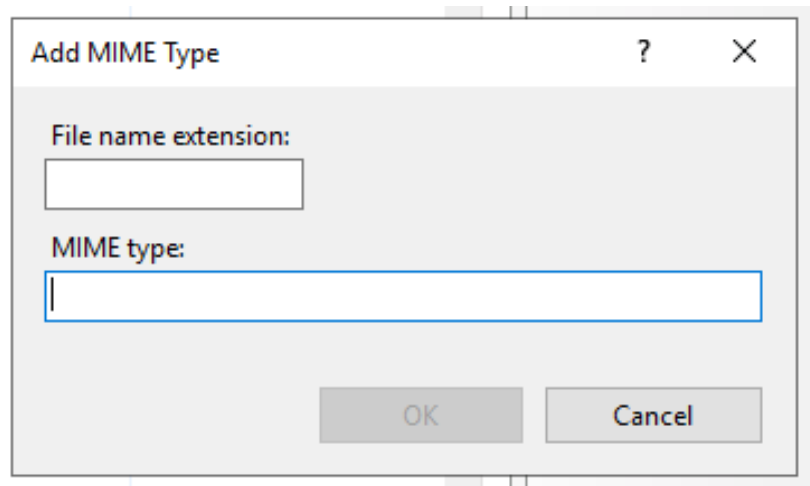 Add MIME Type ?
File name extension:
MIME type:
OK Cancel